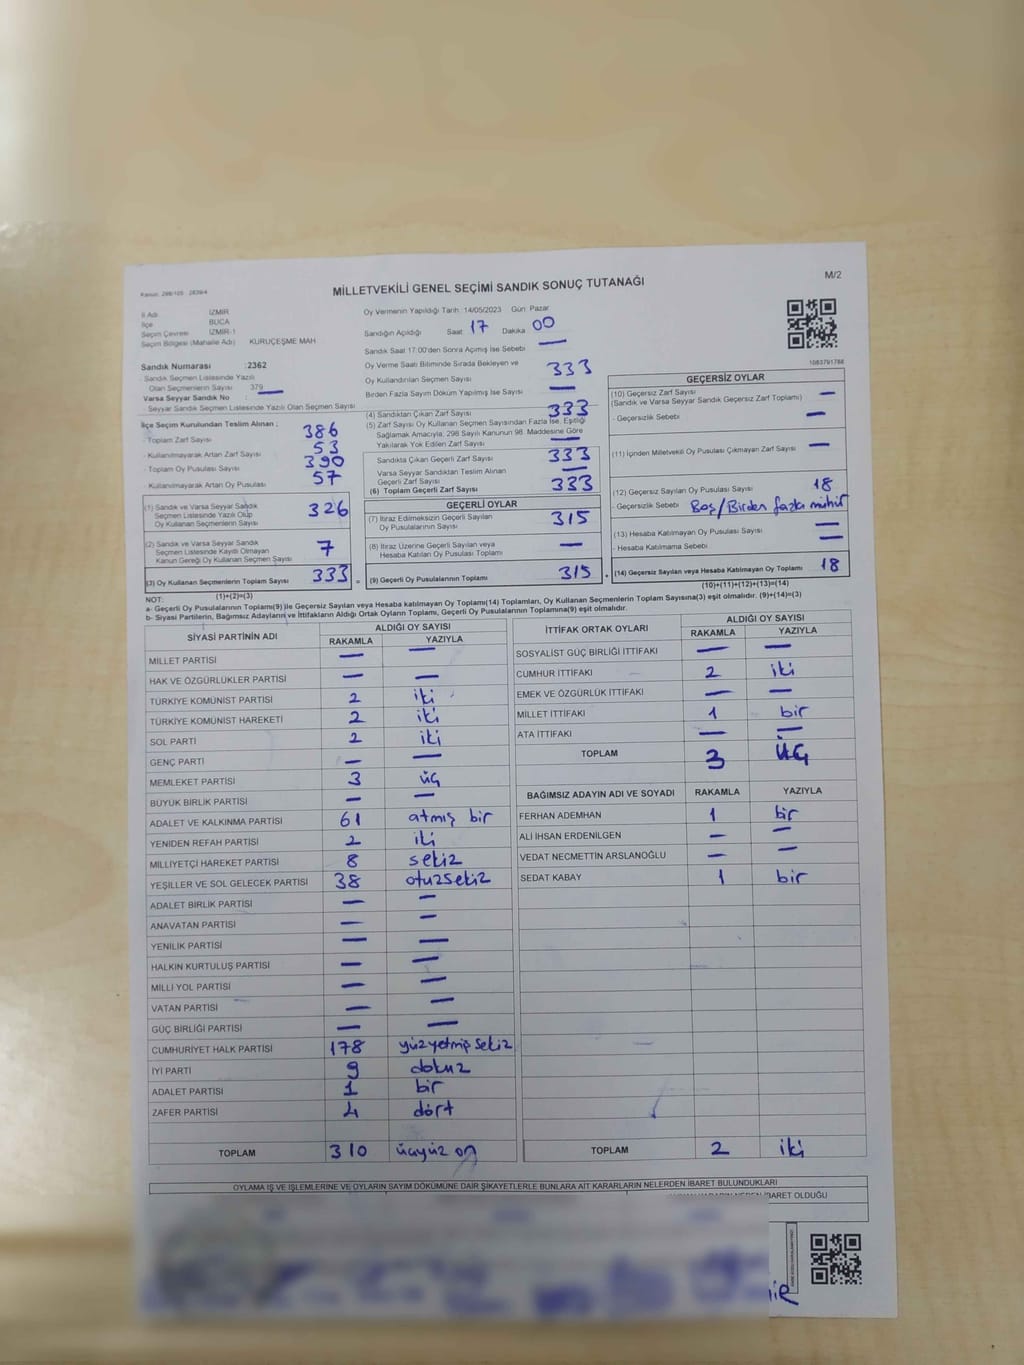 Kanun: 298/105 - 2839/4
MİLLETVEKİLİ GENEL SEÇİMİ SANDIK SONUÇ TUTANAĞI
M/2
İl Adı : İZMİR
İlçe BUCA
Seçim Çevresi İZMİR-1
Seçim Bölgesi (Mahalle Adı) KURUÇEŞME MAH.
Sandık Numarası :2362
- Sandık Seçmen Listesinde Yazılı
Olan Seçmenlerin Sayısı 379
Varsa Seyyar Sandık No : —
- Seyyar Sandık Seçmen Listesinde Yazılı Olan Seçmen Sayısı
İlçe Seçim Kurulundan Teslim Alınan ;
- Toplam Zarf Sayısı 386
- Kullanılmayarak Artan Zarf Sayısı 53
- Toplam Oy Pusulası Sayısı 390
- Kullanılmayarak Artan Oy Pusulası 57
(1) Sandık ve Varsa Seyyar Sandık
Seçmen Listesinde Yazılı Olup
Oy Kullanan Seçmenlerin Sayısı 326
(2) Sandık ve Varsa Seyyar Sandık
Seçmen Listesinde Kayıtlı Olmayan
Kanun Gereği Oy Kullanan Seçmen Sayısı 7
(3) Oy Kullanan Seçmenlerin Toplam Sayısı 333 =
(1)+(2)=(3)
Oy Vermenin Yapıldığı Tarih: 14/05/2023 Gün: Pazar
Sandığın Açıldığı Saat 17 Dakika 00
Sandık Saat 17:00'den Sonra Açılmış İse Sebebi —
Oy Verme Saati Bitiminde Sırada Bekleyen ve
Oy Kullandırılan Seçmen Sayısı 333
Birden Fazla Sayım Döküm Yapılmış İse Sayısı —
(4) Sandıktan Çıkan Zarf Sayısı 333
(5) Zarf Sayısı Oy Kullanan Seçmen Sayısından Fazla İse, Eşitliği
Sağlamak Amacıyla; 298 Sayılı Kanunun 98. Maddesine Göre
Yakılarak Yok Edilen Zarf Sayısı —
Sandıkta Çıkan Geçerli Zarf Sayısı 333
Varsa Seyyar Sandıktan Teslim Alınan
Geçerli Zarf Sayısı —
(6) Toplam Geçerli Zarf Sayısı 333
GEÇERLİ OYLAR
(7) İtiraz Edilmeksizin Geçerli Sayılan
Oy Pusulalarının Sayısı 315
(8) İtiraz Üzerine Geçerli Sayılan veya
Hesaba Katılan Oy Pusulası Toplamı —
(9) Geçerli Oy Pusulalarının Toplamı 315 +
1083791788
GEÇERSİZ OYLAR
(10) Geçersiz Zarf Sayısı —
(Sandık ve Varsa Seyyar Sandık Geçersiz Zarf Toplamı)
- Geçersizlik Sebebi —
(11) İçinden Milletvekili Oy Pusulası Çıkmayan Zarf Sayısı —
(12) Geçersiz Sayılan Oy Pusulası Sayısı 18
- Geçersizlik Sebebi Boş/Birden fazla mühür
(13) Hesaba Katılmayan Oy Pusulası Sayısı —
- Hesaba Katılmama Sebebi —
(14) Geçersiz Sayılan veya Hesaba Katılmayan Oy Toplamı 18
(10)+(11)+(12)+(13)=(14)
NOT:
a- Geçerli Oy Pusulalarının Toplamı(9) ile Geçersiz Sayılan veya Hesaba katılmayan Oy Toplamı(14) Toplamları, Oy Kullanan Seçmenlerin Toplam Sayısına(3) eşit olmalıdır. (9)+(14)=(3)
b- Siyasi Partilerin, Bağımsız Adayların ve İttifakların Aldığı Ortak Oyların Toplamı, Geçerli Oy Pusulalarının Toplamına(9) eşit olmalıdır.
SİYASİ PARTİNİN ADI ALDIĞI OY SAYISI
RAKAMLA YAZIYLA
MİLLET PARTİSİ — —
HAK VE ÖZGÜRLÜKLER PARTİSİ — —
TÜRKİYE KOMÜNİST PARTİSİ 2 iki
TÜRKİYE KOMÜNİST HAREKETİ 2 iki
SOL PARTİ 2 iki
GENÇ PARTİ — —
MEMLEKET PARTİSİ 3 üç
BÜYÜK BİRLİK PARTİSİ — —
ADALET VE KALKINMA PARTİSİ 61 atmış bir
YENİDEN REFAH PARTİSİ 2 iki
MİLLİYETÇİ HAREKET PARTİSİ 8 sekiz
YEŞİLLER VE SOL GELECEK PARTİSİ 38 otuzsekiz
ADALET BİRLİK PARTİSİ — —
ANAVATAN PARTİSİ — —
YENİLİK PARTİSİ — —
HALKIN KURTULUŞ PARTİSİ — —
MİLLİ YOL PARTİSİ — —
VATAN PARTİSİ — —
GÜÇ BİRLİĞİ PARTİSİ — —
CUMHURİYET HALK PARTİSİ 178 yüzyetmiş sekiz
İYİ PARTİ 9 dokuz
ADALET PARTİSİ 1 bir
ZAFER PARTİSİ 4 dört
TOPLAM 310 üçyüz on
İTTİFAK ORTAK OYLARI ALDIĞI OY SAYISI
RAKAMLA YAZIYLA
SOSYALİST GÜÇ BİRLİĞİ İTTİFAKI — —
CUMHUR İTTİFAKI 2 iki
EMEK VE ÖZGÜRLÜK İTTİFAKI — —
MİLLET İTTİFAKI 1 bir
ATA İTTİFAKI — —
TOPLAM 3 ÜÇ
BAĞIMSIZ ADAYIN ADI VE SOYADI RAKAMLA YAZIYLA
FERHAN ADEMHAN 1 bir
ALİ İHSAN ERDENİLGEN — —
VEDAT NECMETTİN ARSLANOĞLU — —
SEDAT KABAY 1 bir
TOPLAM 2 iki
OYLAMA İŞ VE İŞLEMLERİNE VE OYLARIN SAYIM DÖKÜMÜNE DAİR ŞİKAYETLERLE BUNLARA AİT KARARLARIN NELERDEN İBARET BULUNDUKLARI
İBARET OLDUĞU